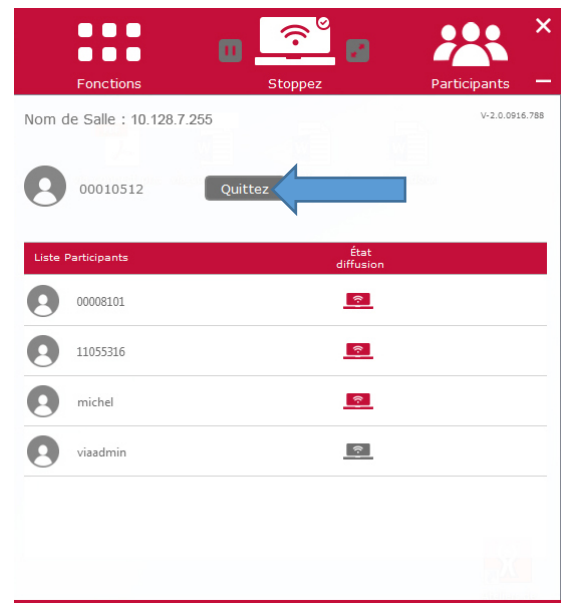 Fonctions
Stoppez
Participants
Nom de Salle : 10.128.7.255
V-2.0.0916.788
00010512
Quittez
Liste Participants
État
diffusion
00008101
11055316
michel
viaadmin